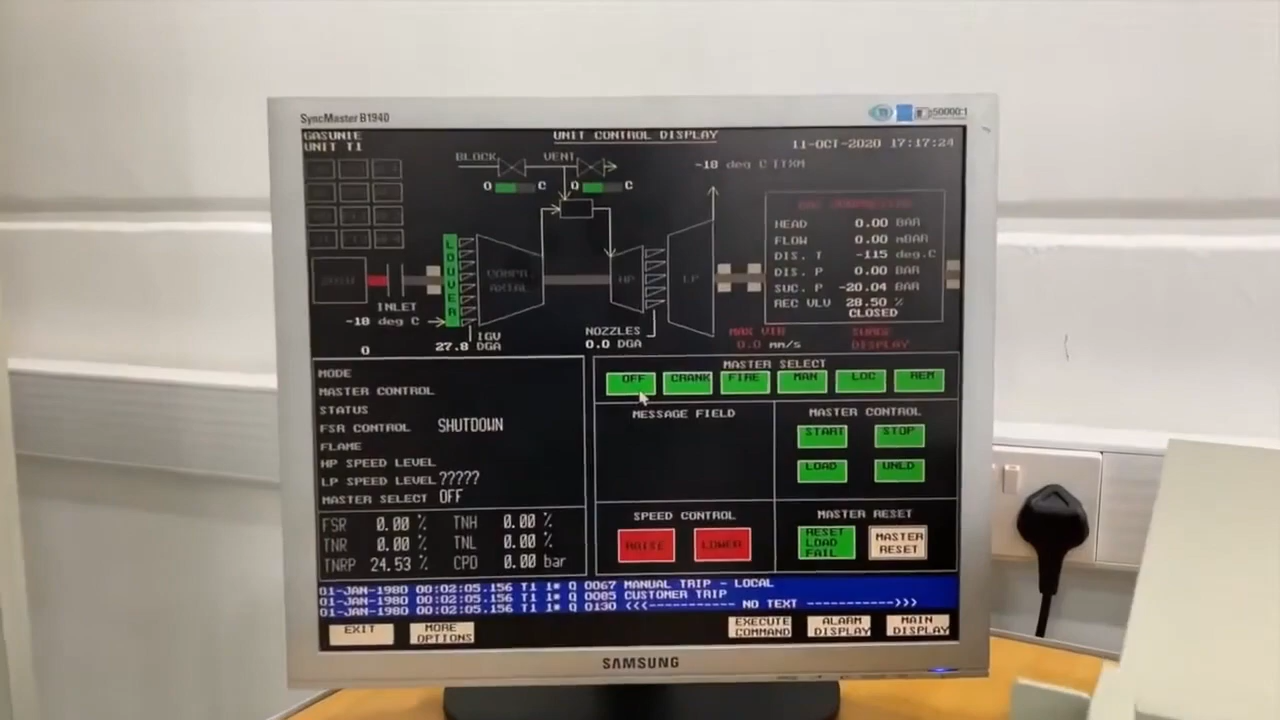 SyncMaster B1940
50000:1
GASUNIE
UNIT T1
UNIT CONTROL DISPLAY
11-OCT-2020 17:17:24
BLOCK
VENT
-18 deg C TTXM
O C O C
LOUVER
COMPR.
AXIAL
HP
LP
HEAD 0.00 BAR
FLOW 0.00 mBAR
DIS. T -115 deg.C
DIS. P 0.00 BAR
SUC. P -20.04 BAR
REC VLV 28.50 %
CLOSED
INLET
-18 deg C
0
27.8
IGV
DGA
NOZZLES
0.0 DGA
MAX VIB
0.0 mm/s
SURGE
DISPLAY
MODE
MASTER CONTROL
STATUS
FSR CONTROL SHUTDOWN
FLAME
HP SPEED LEVEL
LP SPEED LEVEL ?????
MASTER SELECT OFF
FSR 0.00 % TNH 0.00 %
TNR 0.00 % TNL 0.00 %
TNRP 24.53 % CPD 0.00 bar
MASTER SELECT
OFF CRANK FIRE MAN LOC REM
MESSAGE FIELD
MASTER CONTROL
START STOP
LOAD UNLD
SPEED CONTROL
RAISE LOWER
MASTER RESET
RESET
LOAD
FAIL
MASTER
RESET
01-JAN-1980 00:02:05.156 T1 1* Q 0067 MANUAL TRIP - LOCAL
01-JAN-1980 00:02:05.156 T1 1* Q 0005 CUSTOMER TRIP
01-JAN-1980 00:02:05.156 T1 1* Q 0130 <<<----------- NO TEXT ----------->>>
EXIT
MORE
OPTIONS
EXECUTE
COMMAND
ALARM
DISPLAY
MAIN
DISPLAY
SAMSUNG